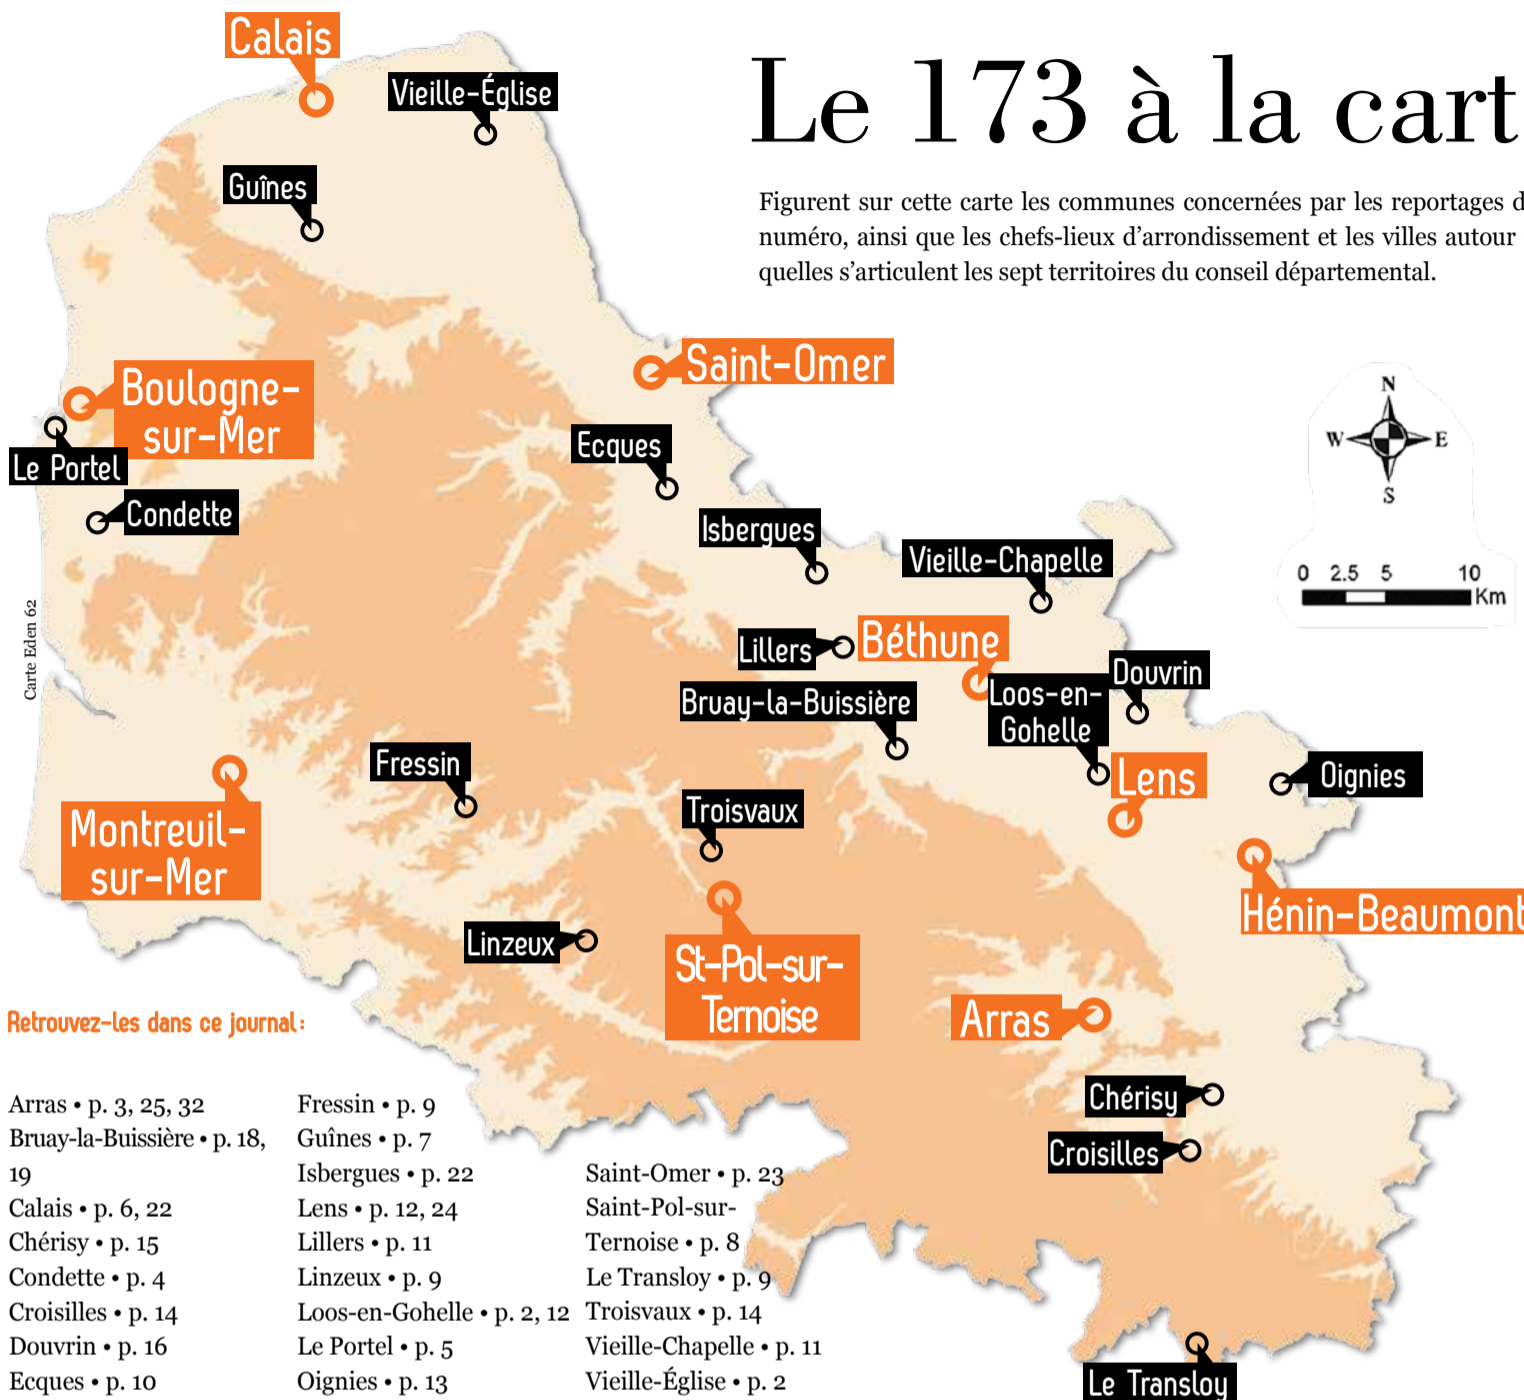 Le 173 à la cart
Figurent sur cette carte les communes concernées par les reportages d
numéro, ainsi que les chefs-lieux d’arrondissement et les villes autour
quelles s’articulent les sept territoires du conseil départemental.
Calais
Vieille-Église
Guînes
Saint-Omer
Boulogne-
sur-Mer
Le Portel
Condette
Ecques
Isbergues
Vieille-Chapelle
N
W E
S
0 2.5 5 10
Km
Carte Eden 62
Lillers
Béthune
Bruay-la-Buissière
Loos-en-
Gohelle
Douvrin
Lens
Oignies
Fressin
Troisvaux
Montreuil-
sur-Mer
Hénin-Beaumont
Linzeux
St-Pol-sur-
Ternoise
Arras
Chérisy
Croisilles
Le Transloy
Retrouvez-les dans ce journal :
Arras • p. 3, 25, 32
Bruay-la-Buissière • p. 18,
19
Calais • p. 6, 22
Chérisy • p. 15
Condette • p. 4
Croisilles • p. 14
Douvrin • p. 16
Ecques • p. 10
Fressin • p. 9
Guînes • p. 7
Isbergues • p. 22
Lens • p. 12, 24
Lillers • p. 11
Linzeux • p. 9
Loos-en-Gohelle • p. 2, 12
Le Portel • p. 5
Oignies • p. 13
Saint-Omer • p. 23
Saint-Pol-sur-
Ternoise • p. 8
Le Transloy • p. 9
Troisvaux • p. 14
Vieille-Chapelle • p. 11
Vieille-Église • p. 2